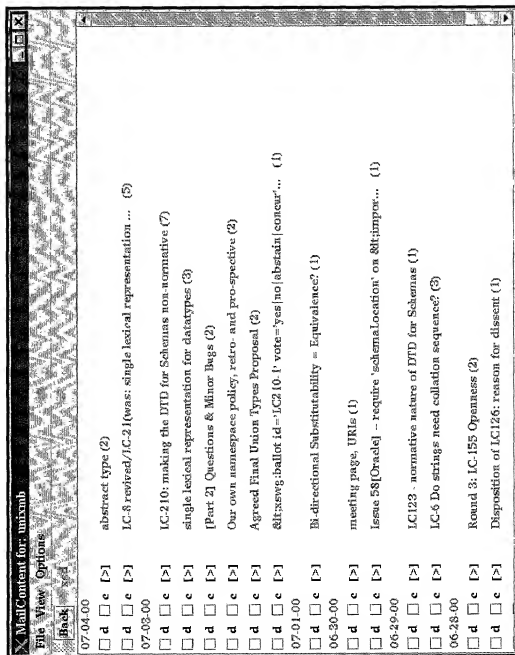 MailContent for: unixmb
File View Options
Back xsd
07-04-00
d c [>] abstract type (2)
d c [>] LC-8 revived/LC-21(was: single lexical representation ... (5)
07-03-00
d c [>] LC-210: making the DTD for Schemas non-normative (7)
d c [>] single lexical representation for datatypes (3)
d c [>] [Part 2] Questions & Minor Bugs (2)
d c [>] Our own namespace policy, retro- and pro-spective (2)
d c [>] Agreed Final Union Types Proposal (2)
d c [>] &lt;xswg:ballot id='LC210-1' vote='yes|no|abstain|concur'... (1)
07-01-00
d c [>] Bi-directional Substitutability = Equivalence? (1)
06-30-00
d c [>] meeting page, URIs (1)
d c [>] Issue 58[Oracle] -- require 'schemaLocation' on &lt;impor... (1)
06-29-00
d c [>] LC123 - normative nature of DTD for Schemas (1)
d c [>] LC-6 Do strings need collation sequence? (3)
06-28-00
d c [>] Round 3: LC-155 Openness (2)
d c [>] Disposition of LC126: reason for dissent (1)